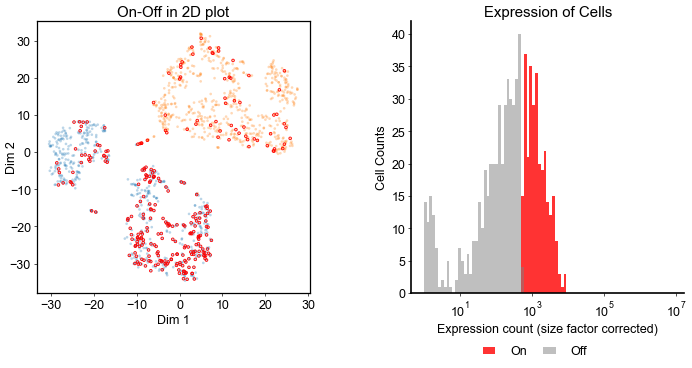 On-Off in 2D plot
Dim 2
30
20
10
0
−10
−20
−30
−30 −20 −10 0 10 20 30
Dim 1
Expression of Cells
Cell Counts
40
35
30
25
20
15
10
5
0
10^1 10^3 10^5 10^7
Expression count (size factor corrected)
On Off